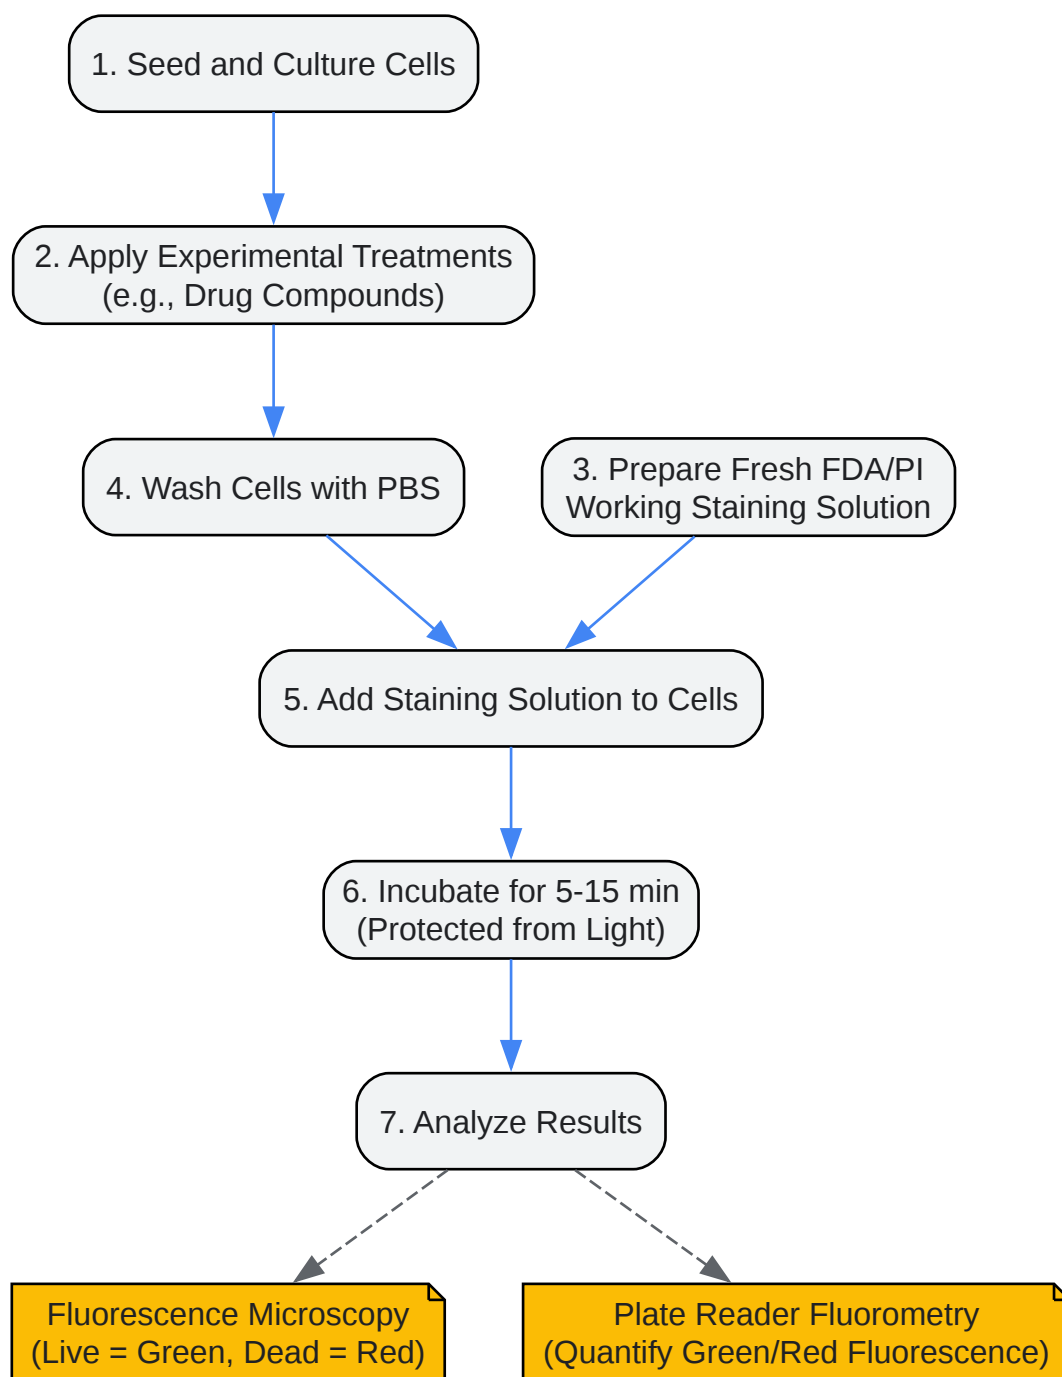 1. Seed and Culture Cells
2. Apply Experimental Treatments
(e.g., Drug Compounds)
4. Wash Cells with PBS
3. Prepare Fresh FDA/PI
Working Staining Solution
5. Add Staining Solution to Cells
6. Incubate for 5-15 min
(Protected from Light)
7. Analyze Results
Fluorescence Microscopy
(Live = Green, Dead = Red)
Plate Reader Fluorometry
(Quantify Green/Red Fluorescence)